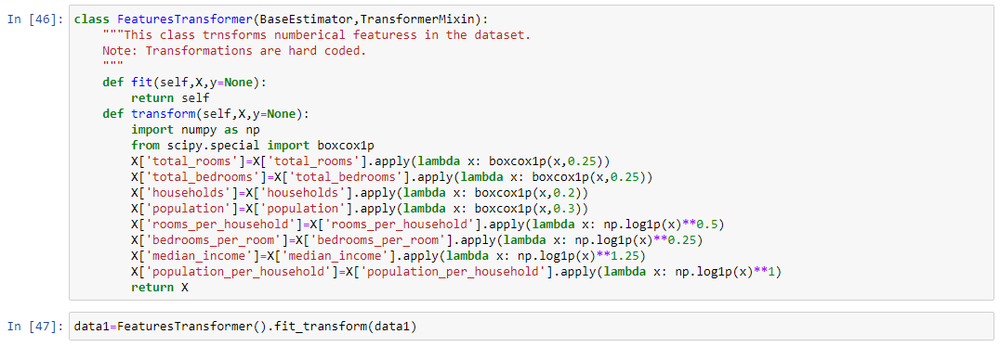 In [46]: class FeaturesTransformer(BaseEstimator,TransformerMixin):
"""This class trnsforms numberical featuress in the dataset.
Note: Transformations are hard coded.
"""
def fit(self,X,y=None):
return self
def transform(self,X,y=None):
import numpy as np
from scipy.special import boxcox1p
X['total_rooms']=X['total_rooms'].apply(lambda x: boxcox1p(x,0.25))
X['total_bedrooms']=X['total_bedrooms'].apply(lambda x: boxcox1p(x,0.25))
X['households']=X['households'].apply(lambda x: boxcox1p(x,0.2))
X['population']=X['population'].apply(lambda x: boxcox1p(x,0.3))
X['rooms_per_household']=X['rooms_per_household'].apply(lambda x: np.log1p(x)**0.5)
X['bedrooms_per_room']=X['bedrooms_per_room'].apply(lambda x: np.log1p(x)**0.25)
X['median_income']=X['median_income'].apply(lambda x: np.log1p(x)**1.25)
X['population_per_household']=X['population_per_household'].apply(lambda x: np.log1p(x)**1)
return X
In [47]: data1=FeaturesTransformer().fit_transform(data1)